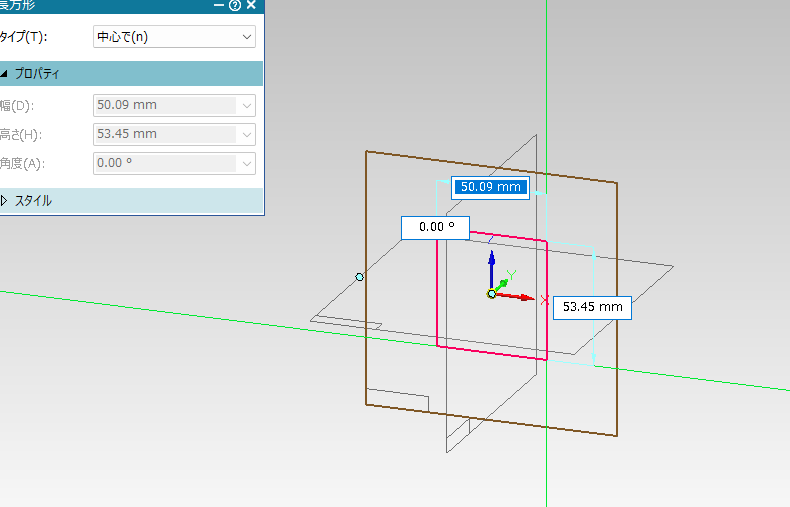 長方形
タイプ(T):
中心で(n)
プロパティ
幅(D):
50.09 mm
高さ(H):
53.45 mm
角度(A):
0.00 °
スタイル
50.09 mm
0.00 °
Y
X
53.45 mm